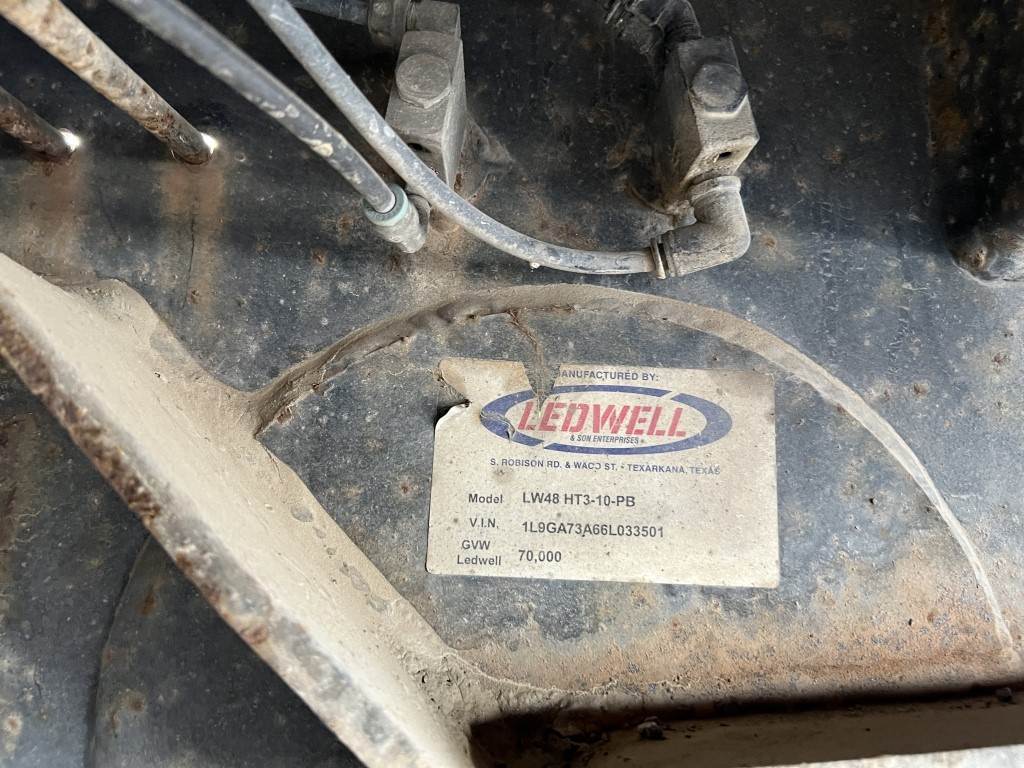 MANUFACTURED BY:
LEDWELL
& SON ENTERPRISES
S. ROBISON RD. & WACO ST. • TEXARKANA, TEXAS
Model LW48 HT3-10-PB
V.I.N. 1L9GA73A66L033501
GVW
Ledwell 70,000